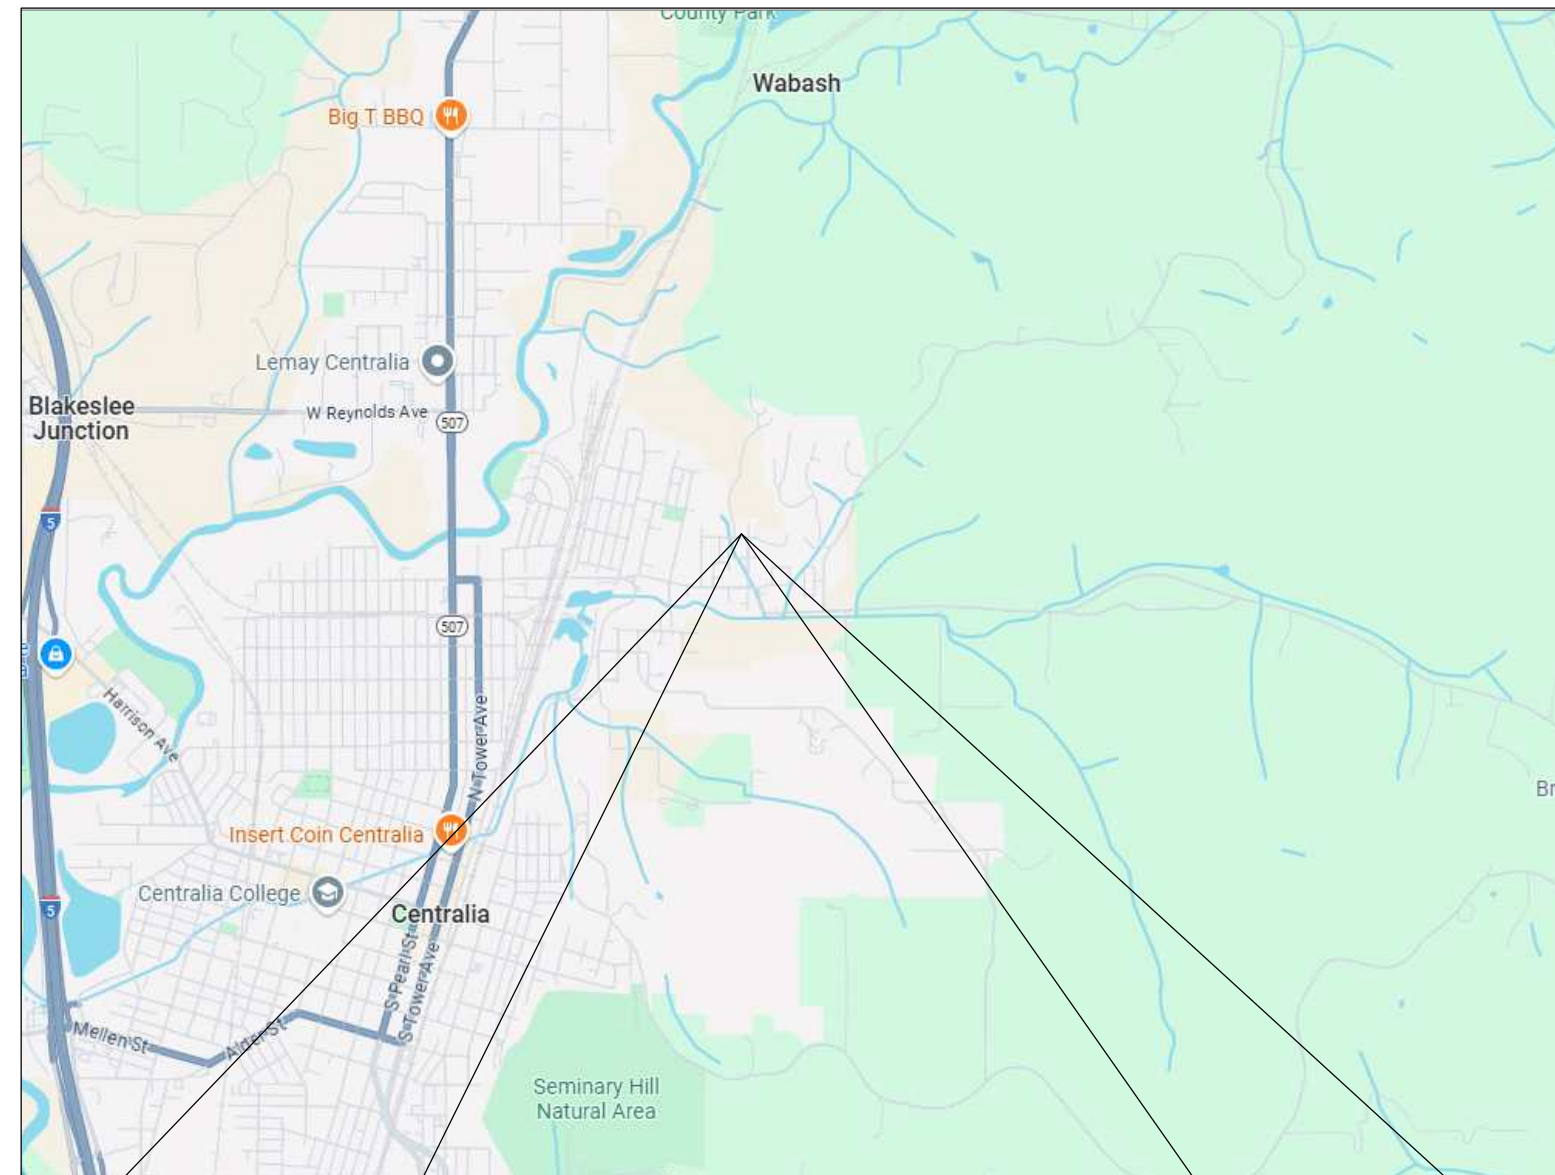 County Park
Wabash
Big T BBQ
Lemay Centralia
Blakeslee
Junction
W Reynolds Ave
507
5
507
Harrison Ave
N Tower Ave
Br
Insert Coin Centralia
Centralia College
5
Centralia
S Pearl St
S Tower Ave
Mellen St
Alder St
Seminary Hill
Natural Area